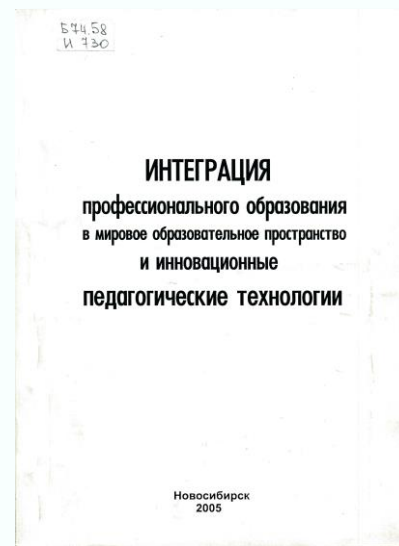 Б74.58
И 730
ИНТЕГРАЦИЯ
профессионального образования
в мировое образовательное пространство
и инновационные
педагогические технологии
Новосибирск
2005